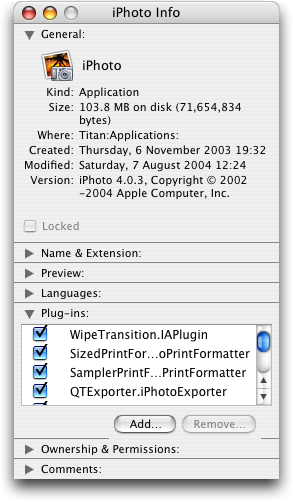 iPhoto Info
General:
iPhoto
Kind: Application
Size: 103.8 MB on disk (71,654,834
bytes)
Where: Titan:Applications:
Created: Thursday, 6 November 2003 19:32
Modified: Saturday, 7 August 2004 12:24
Version: iPhoto 4.0.3, Copyright © 2002
–2004 Apple Computer, Inc.
Locked
Name & Extension:
Preview:
Languages:
Plug-ins:
WipeTransition.IAPlugin
SizedPrintFor...oPrintFormatter
SamplerPrintF...PrintFormatter
QTExporter.iPhotoExporter
Add... Remove...
Ownership & Permissions:
Comments: